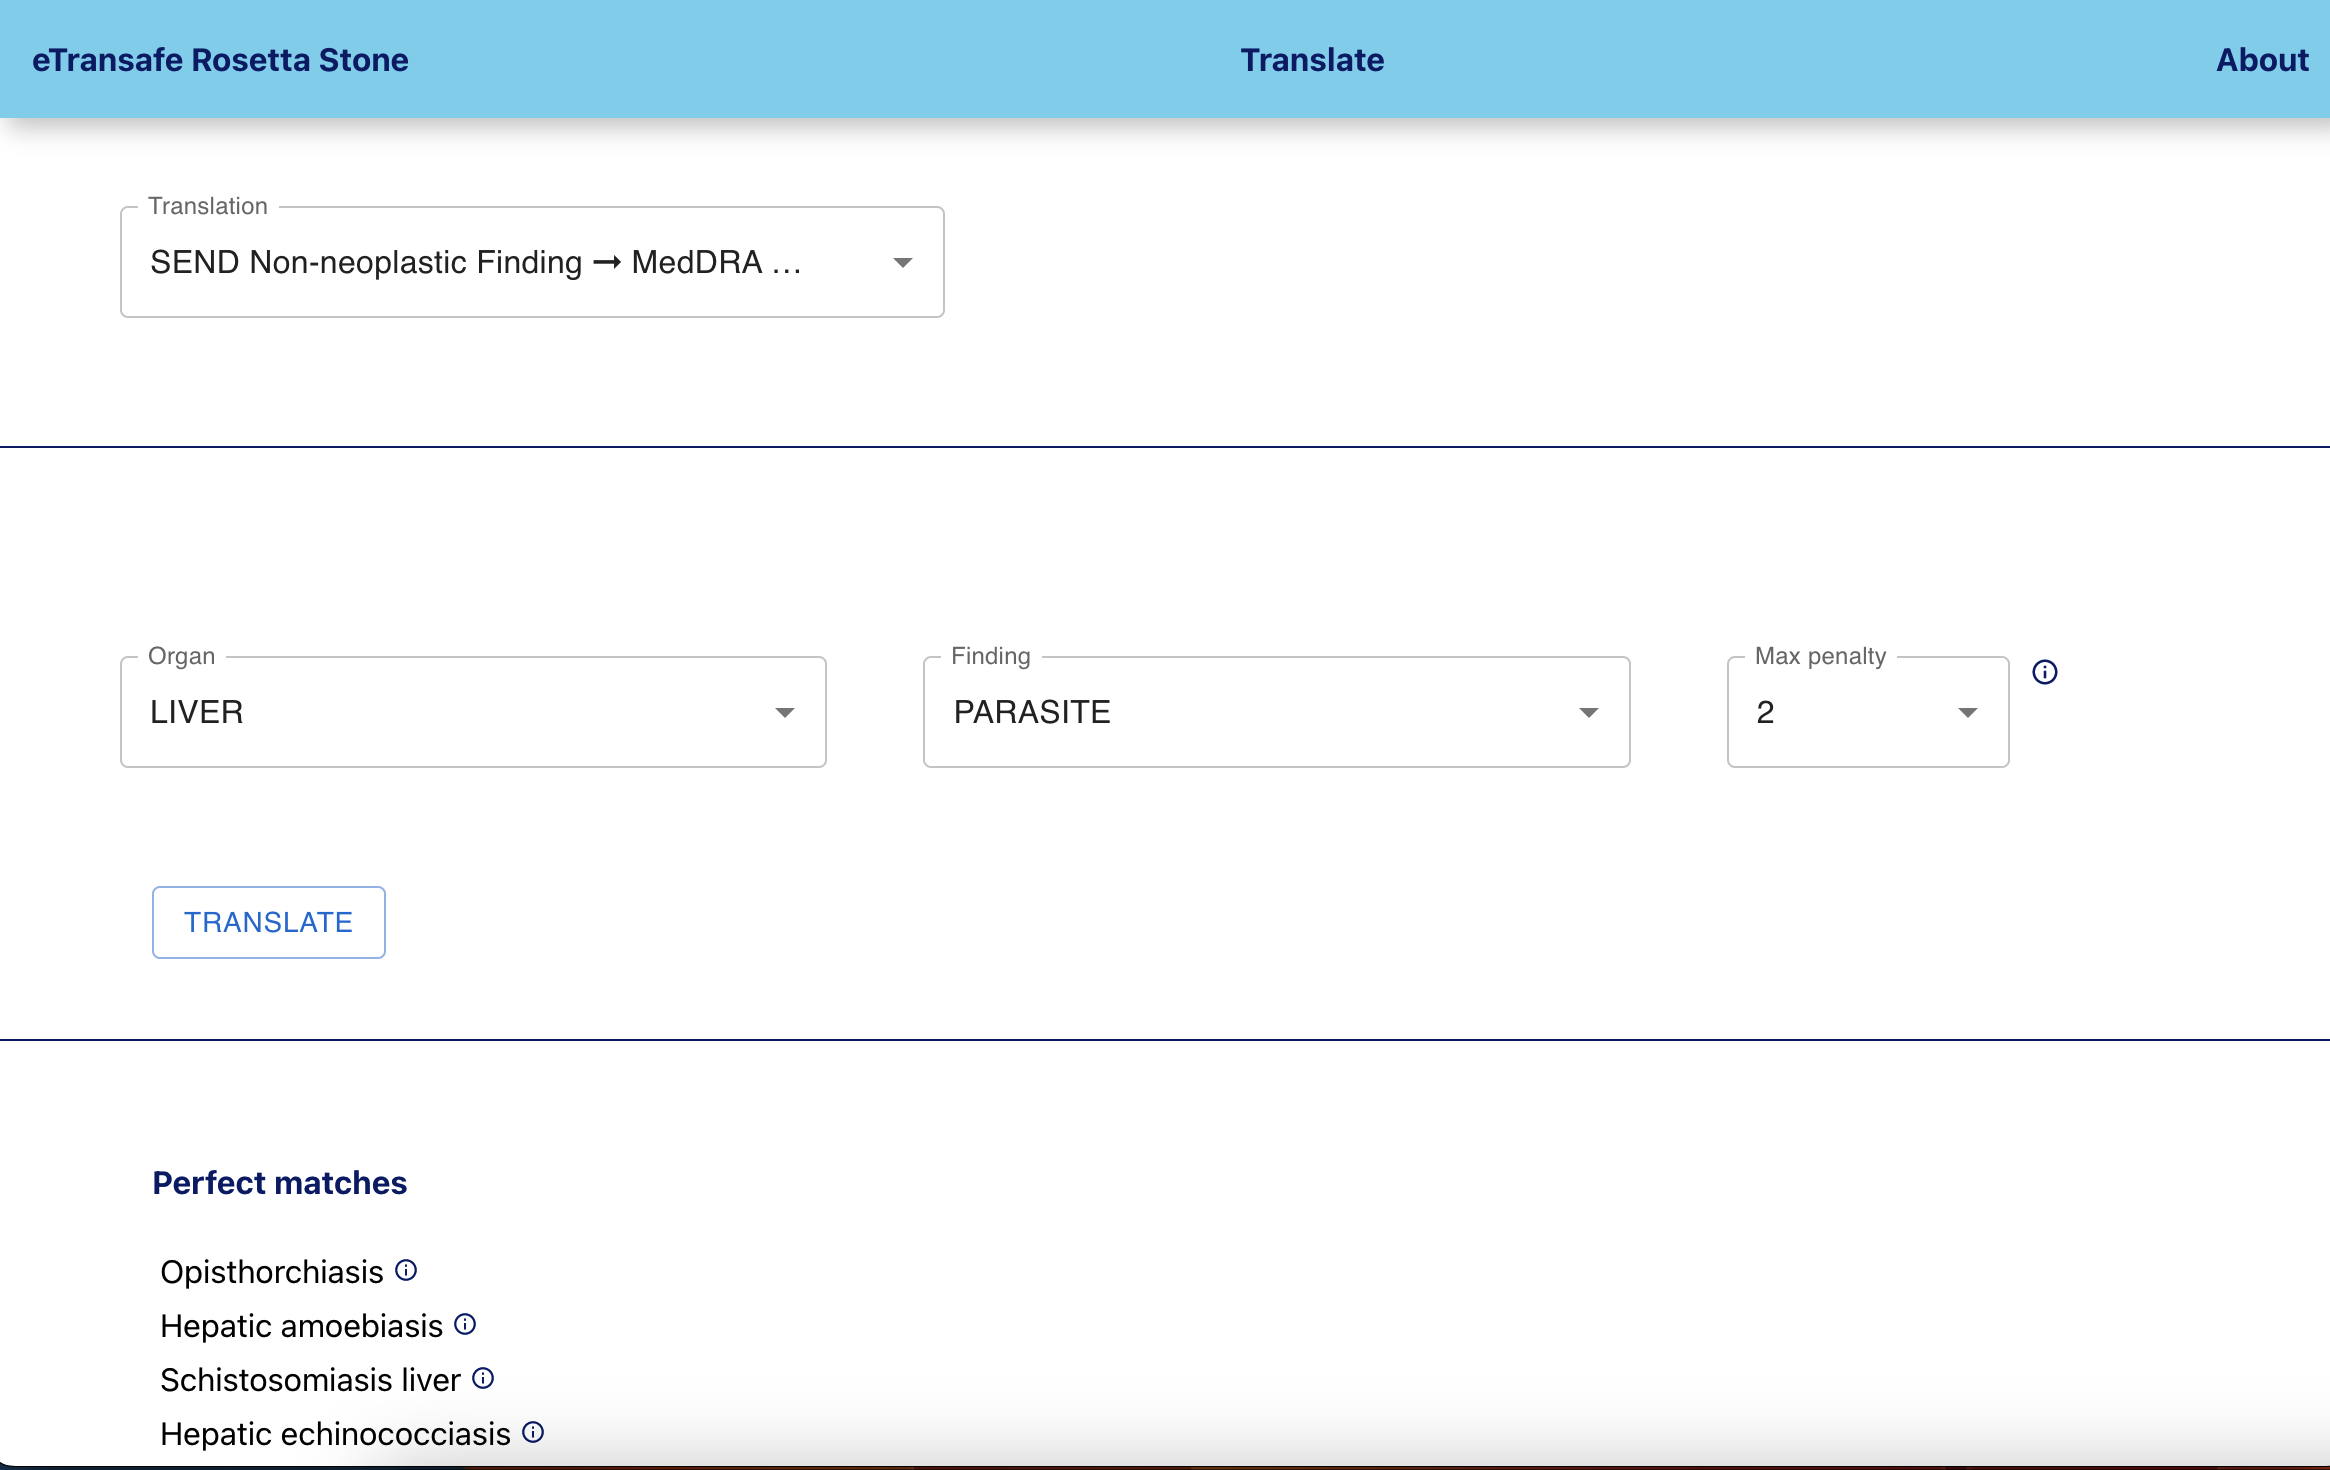 eTransafe Rosetta Stone Translate About
Translation
SEND Non-neoplastic Finding → MedDRA ...
Organ Finding Max penalty
LIVER PARASITE 2
TRANSLATE
Perfect matches
Opisthorchiasis
Hepatic amoebiasis
Schistosomiasis liver
Hepatic echinococciasis